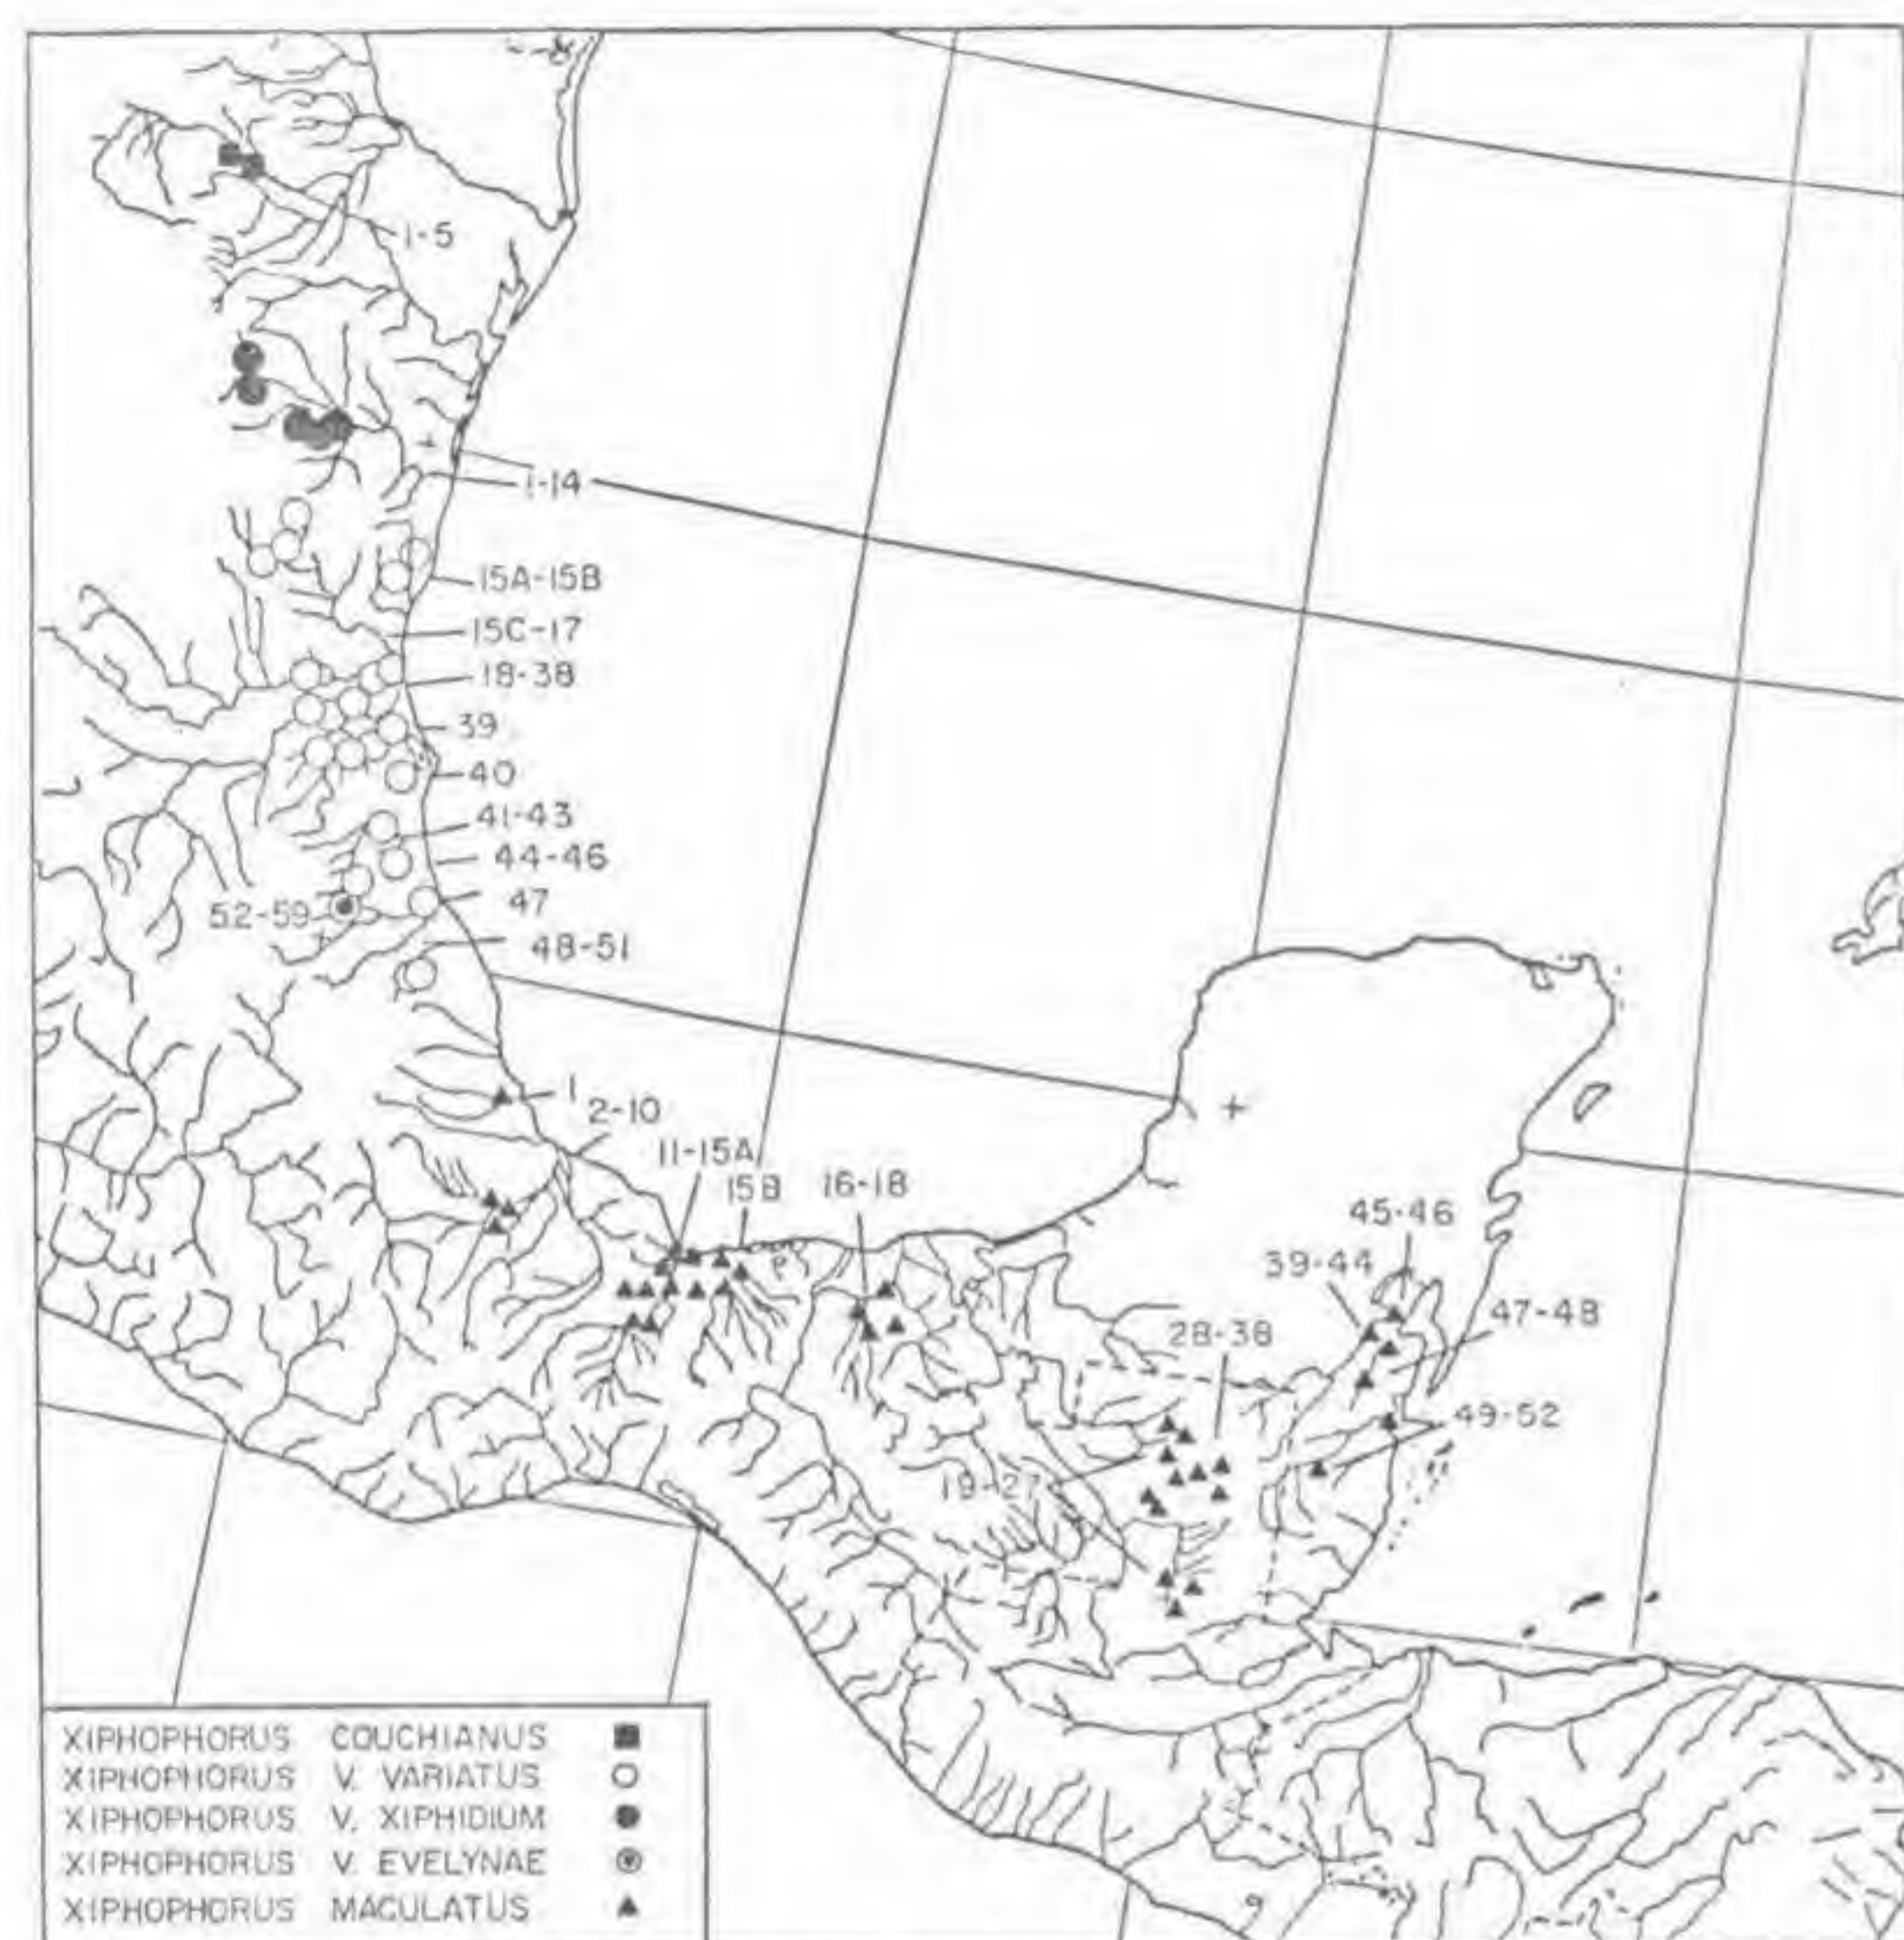 1-5
1-14
15A-15B
15C-17
18-38
39
40
41-43
44-46
52-59
47
48-51
1
2-10
11-15A
15B
16-18
45-46
39-44
47-48
28-38
49-52
19-27
XIPHOPHORUS COUCHIANUS
XIPHOPHORUS V. VARIATUS
XIPHOPHORUS V. XIPHIDIUM
XIPHOPHORUS V. EVELYNAE
XIPHOPHORUS MACULATUS